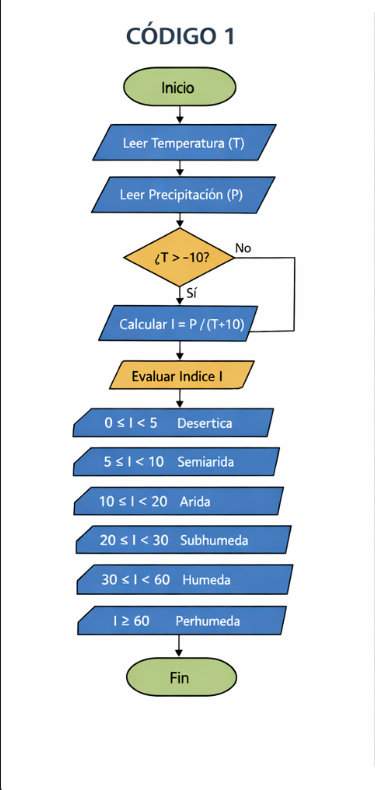 CÓDIGO 1
Inicio
Leer Temperatura (T)
Leer Precipitación (P)
¿T > –10?
No
Sí
Calcular I = P / (T+10)
Evaluar Indice I
0 ≤ I < 5 Desertica
5 ≤ I < 10 Semiarida
10 ≤ I < 20 Arida
20 ≤ I < 30 Subhumeda
30 ≤ I < 60 Humeda
I ≥ 60 Perhumeda
Fin